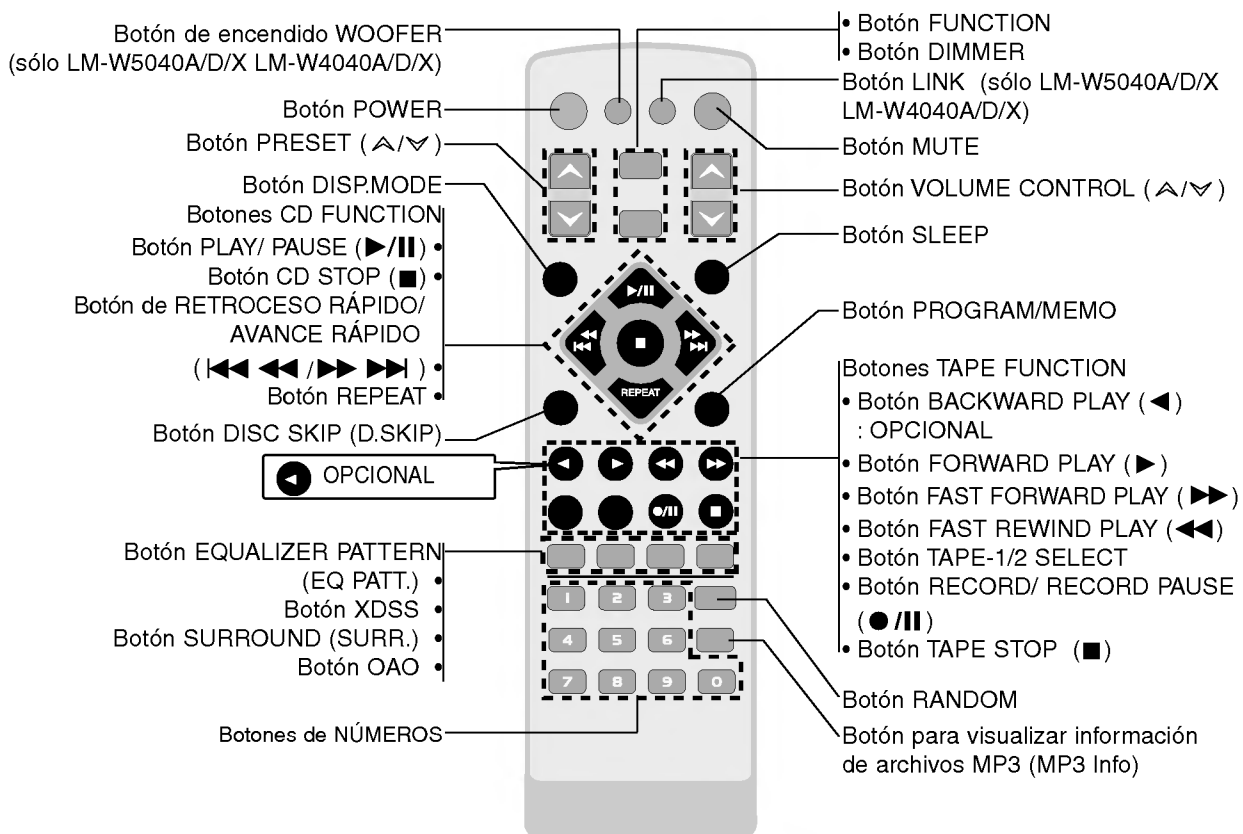 Botón de encendido WOOFER
(sólo LM-W5040A/D/X LM-W4040A/D/X)
Botón POWER
Botón PRESET (⮝/⮟)
Botón DISP.MODE
Botones CD FUNCTION
Botón PLAY/ PAUSE (▶/❚❚) •
Botón CD STOP (■) •
Botón de RETROCESO RÁPIDO/
AVANCE RÁPIDO
(|◀◀ ◀◀ /▶▶ ▶▶| ) •
Botón REPEAT •
Botón DISC SKIP (D.SKIP)
◀ OPCIONAL
Botón EQUALIZER PATTERN
(EQ PATT.) •
Botón XDSS •
Botón SURROUND (SURR.) •
Botón OAO •
Botones de NÚMEROS
▶/❚❚
◀◀
|◀◀
■
▶▶
▶▶|
REPEAT
◀ ▶ ◀◀ ▶▶
●/❚❚ ■
1 2 3
4 5 6
7 8 9 0
• Botón FUNCTION
• Botón DIMMER
Botón LINK (sólo LM-W5040A/D/X
LM-W4040A/D/X)
Botón MUTE
Botón VOLUME CONTROL (⮝/⮟ )
Botón SLEEP
Botón PROGRAM/MEMO
Botones TAPE FUNCTION
• Botón BACKWARD PLAY (◀)
: OPCIONAL
• Botón FORWARD PLAY (▶)
• Botón FAST FORWARD PLAY (▶▶)
• Botón FAST REWIND PLAY (◀◀)
• Botón TAPE-1/2 SELECT
• Botón RECORD/ RECORD PAUSE
(● /❚❚)
• Botón TAPE STOP (■)
Botón RANDOM
Botón para visualizar información
de archivos MP3 (MP3 Info)